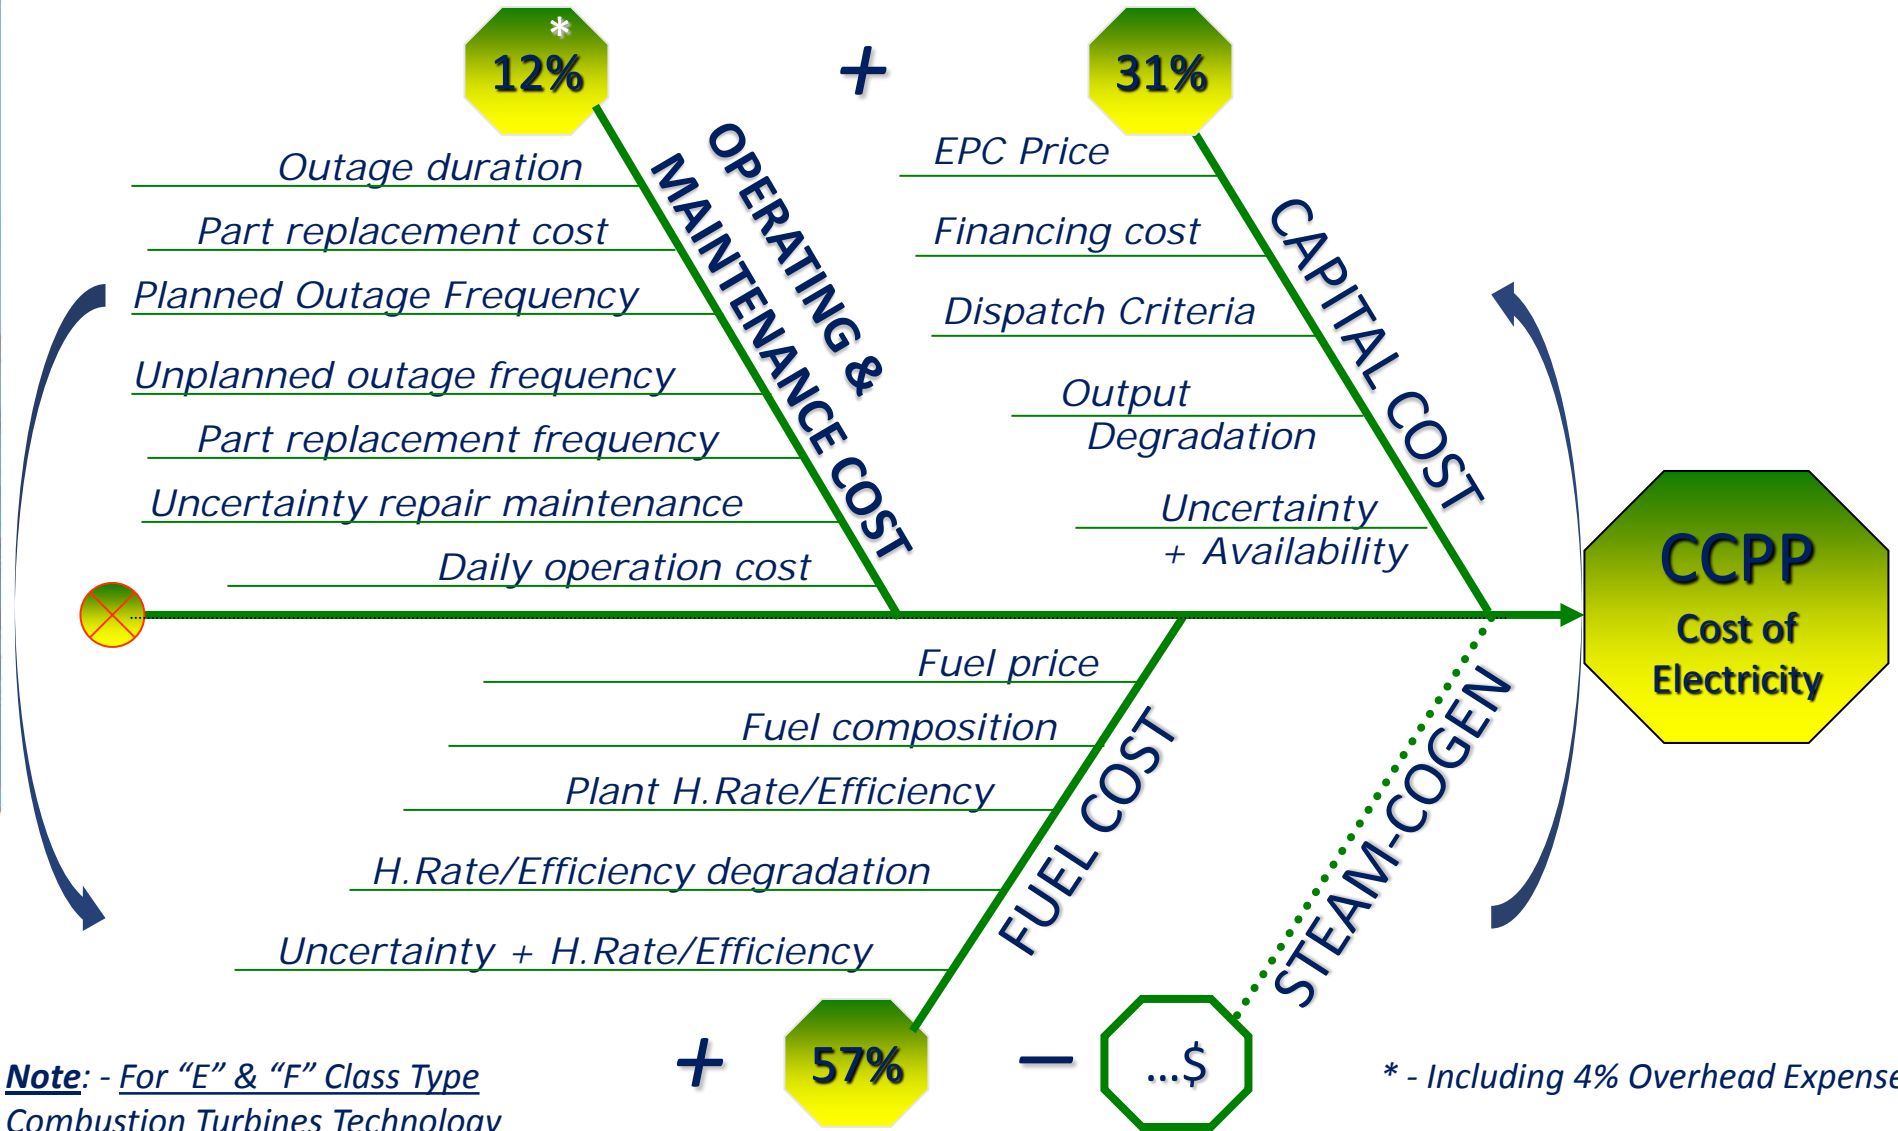 *
12%
+
31%
OPERATING &
MAINTENANCE COST
Outage duration
Part replacement cost
Planned Outage Frequency
Unplanned outage frequency
Part replacement frequency
Uncertainty repair maintenance
Daily operation cost
CAPITAL COST
EPC Price
Financing cost
Dispatch Criteria
Output
Degradation
Uncertainty
+ Availability
CCPP
Cost of
Electricity
Fuel price
Fuel composition
Plant H.Rate/Efficiency
H.Rate/Efficiency degradation
Uncertainty + H.Rate/Efficiency
FUEL COST
STEAM-COGEN
+
57%
−
...$
Note: - For “E” & “F” Class Type
Combustion Turbines Technology
* - Including 4% Overhead Expense